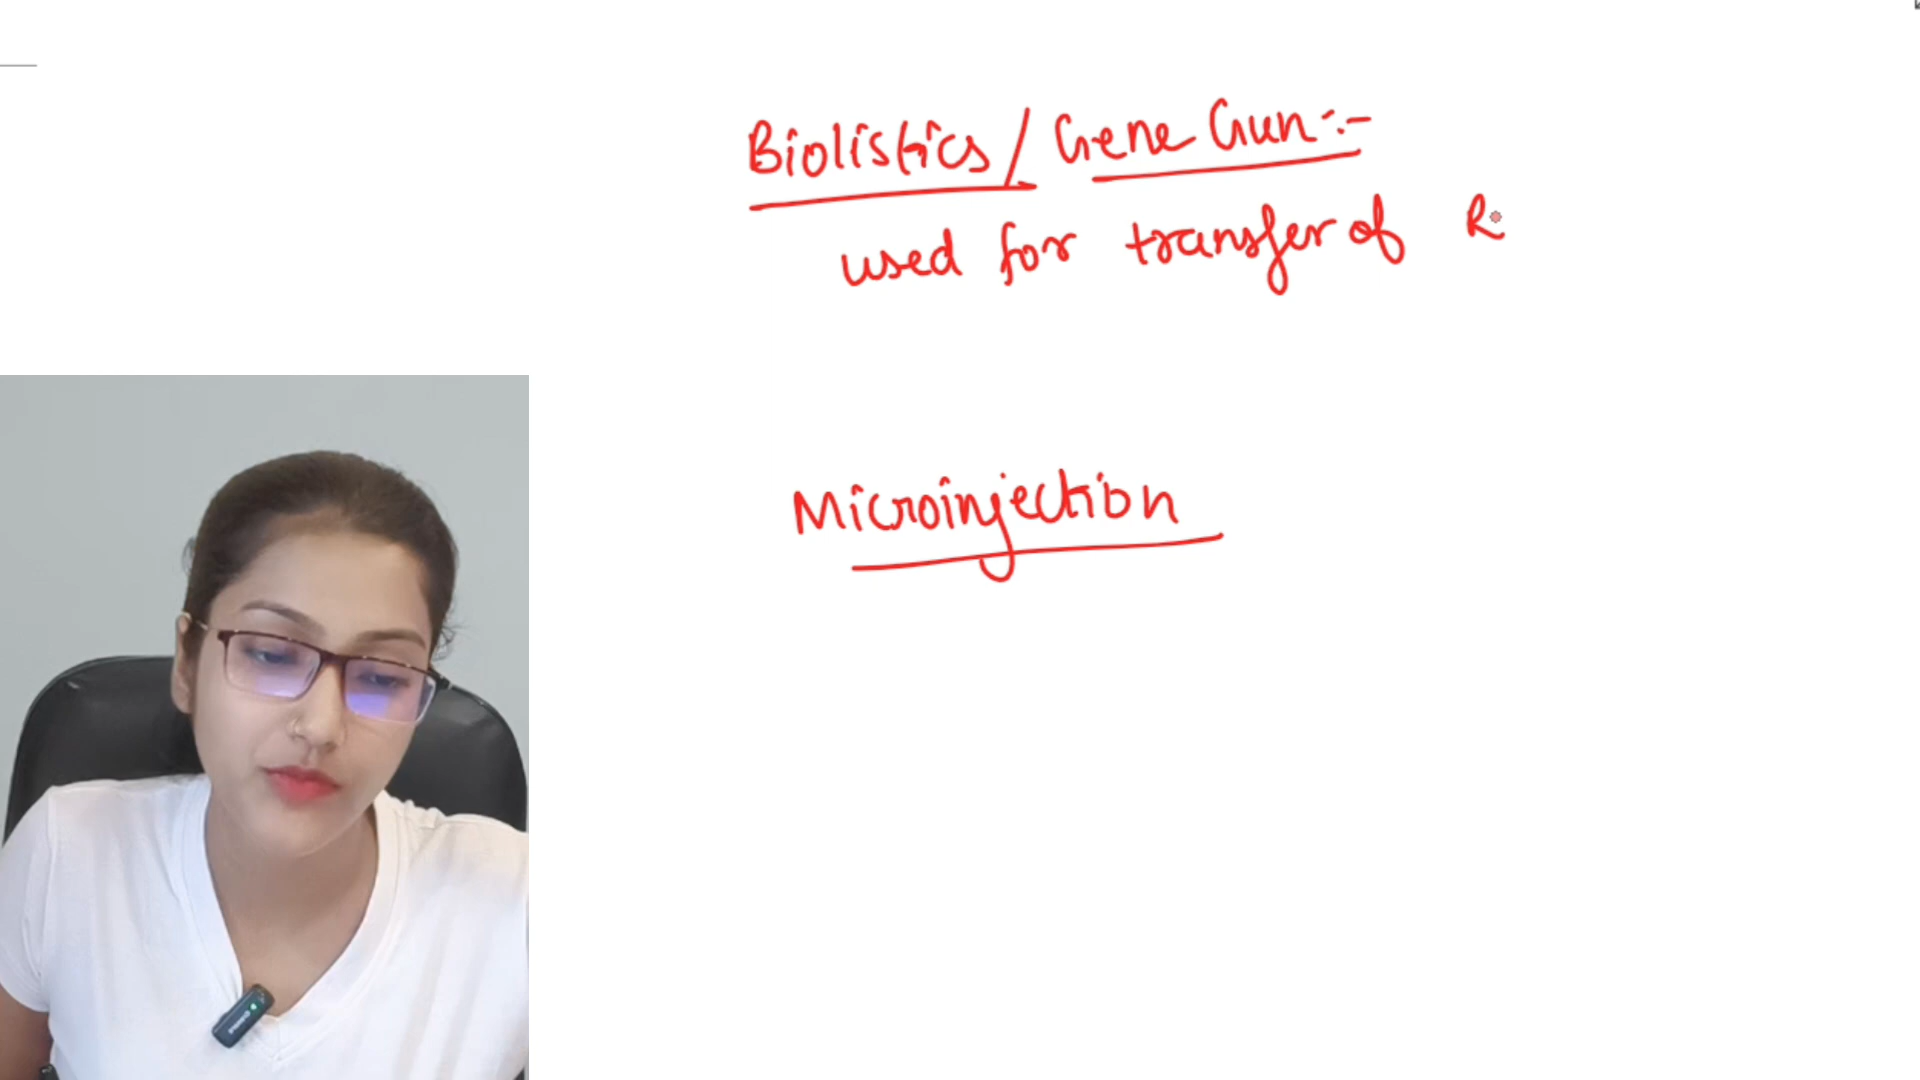 Biolistics / Gene Gun :-
used for transfer of R
Microinjection